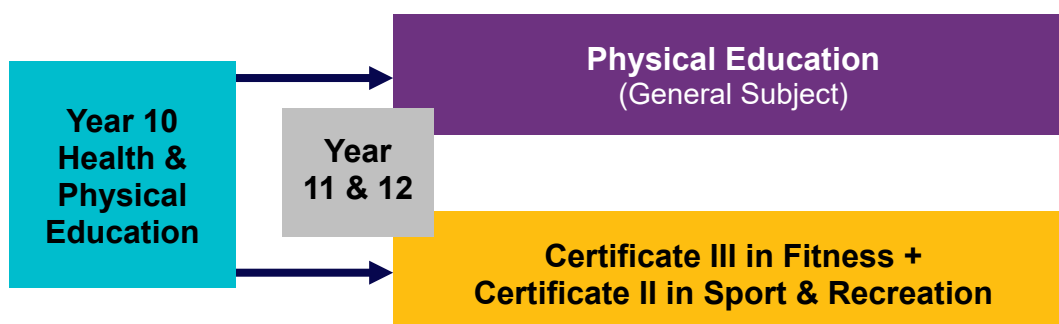 Year 10
Health &
Physical
Education
Year
11 & 12
Physical Education
(General Subject)
Certificate III in Fitness +
Certificate II in Sport & Recreation